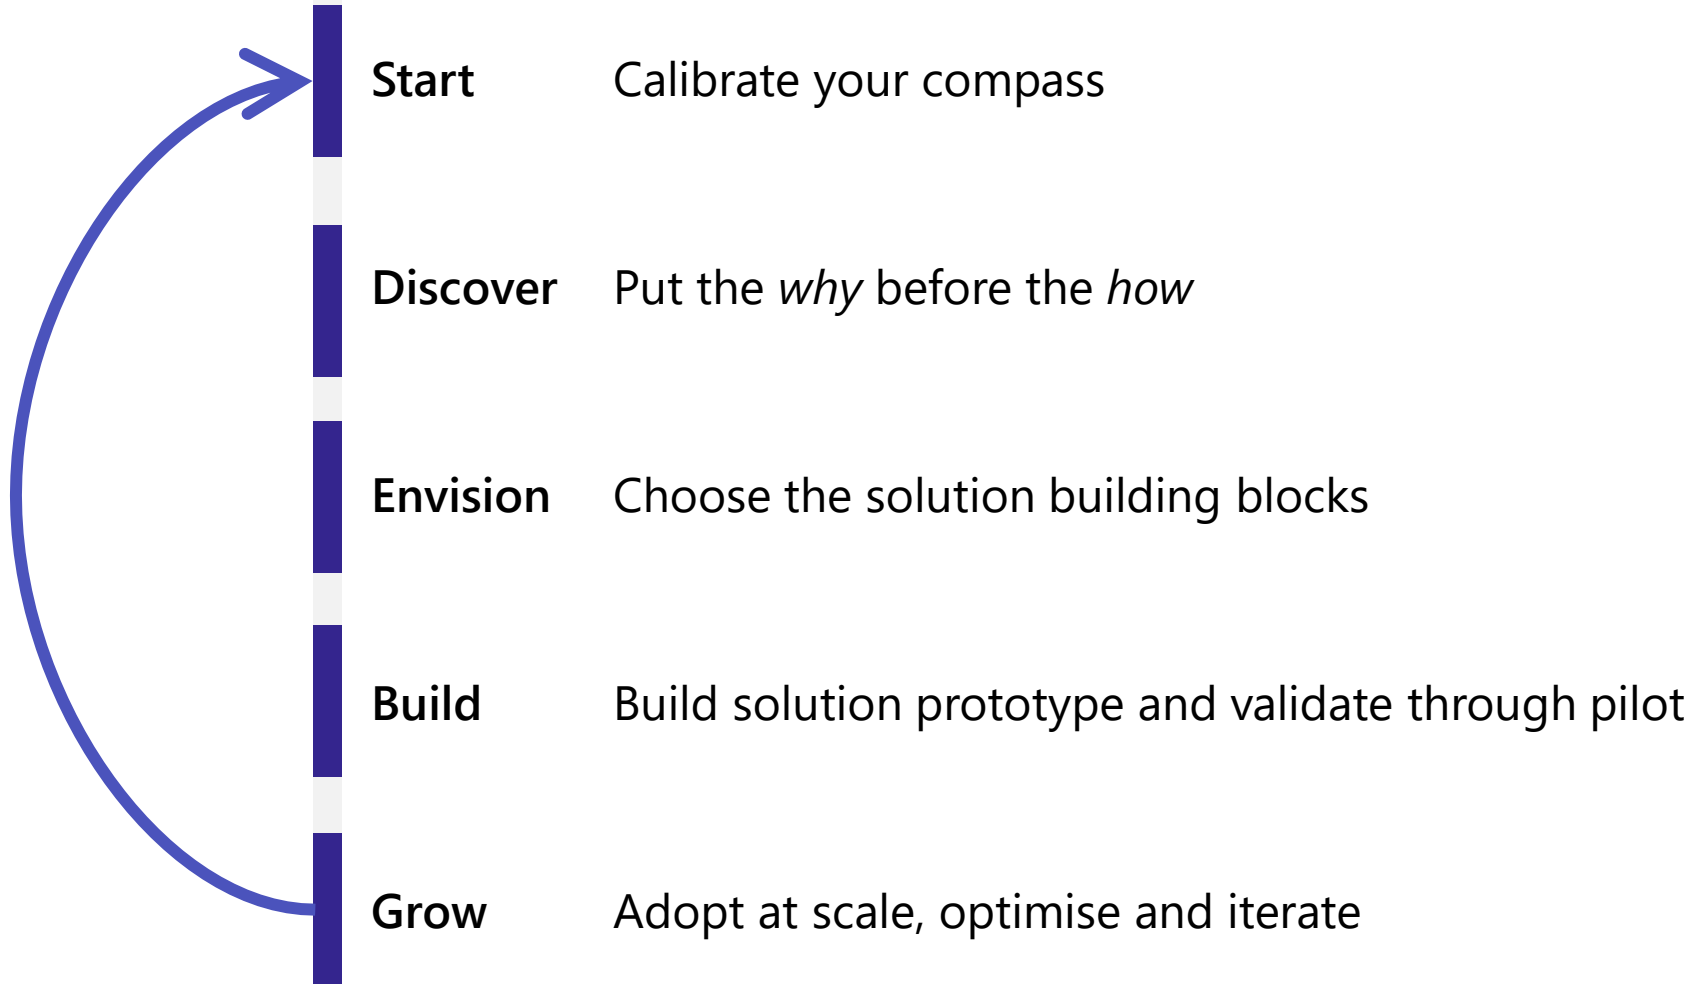 Start Calibrate your compass
Discover Put the why before the how
Envision Choose the solution building blocks
Build Build solution prototype and validate through pilot
Grow Adopt at scale, optimise and iterate